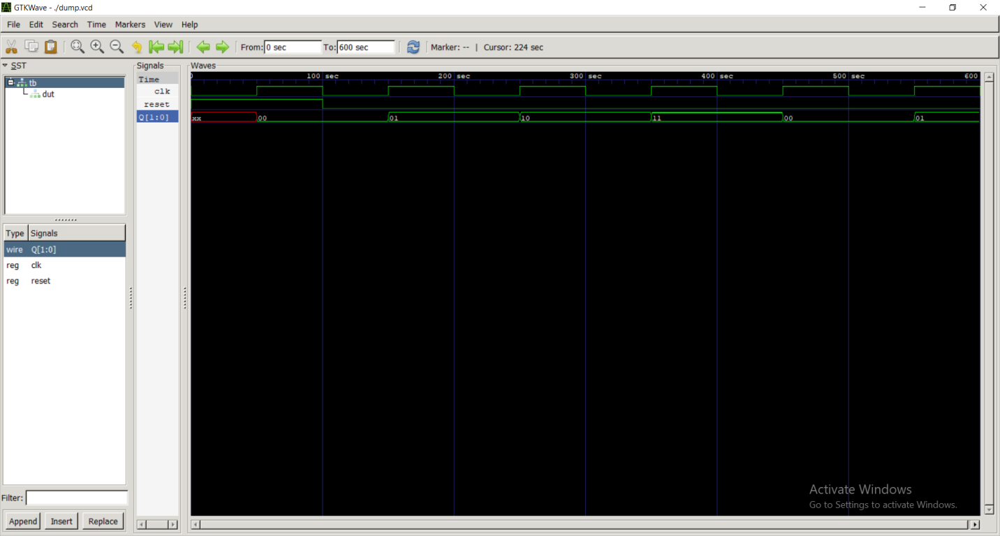 GTKWave - ./dump.vcd
File Edit Search Time Markers View Help
From: 0 sec To: 600 sec Marker: -- | Cursor: 224 sec
SST
tb
dut
Type Signals
wire Q[1:0]
reg clk
reg reset
Filter:
Append Insert Replace
Signals
Time
clk
reset
Q[1:0]
Waves
0 100 sec 200 sec 300 sec 400 sec 500 sec 600
xx 00 01 10 11 00 01
Activate Windows
Go to Settings to activate Windows.